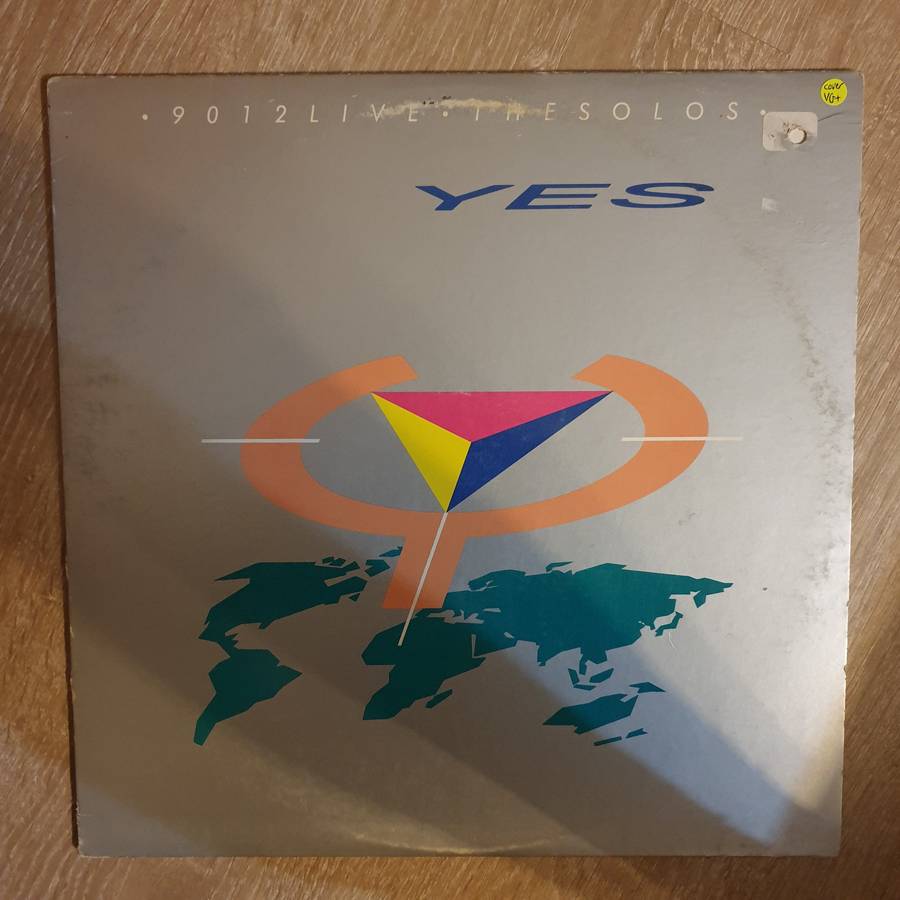 •9012LIVE•THESOLOS•
cover
VG+
YES